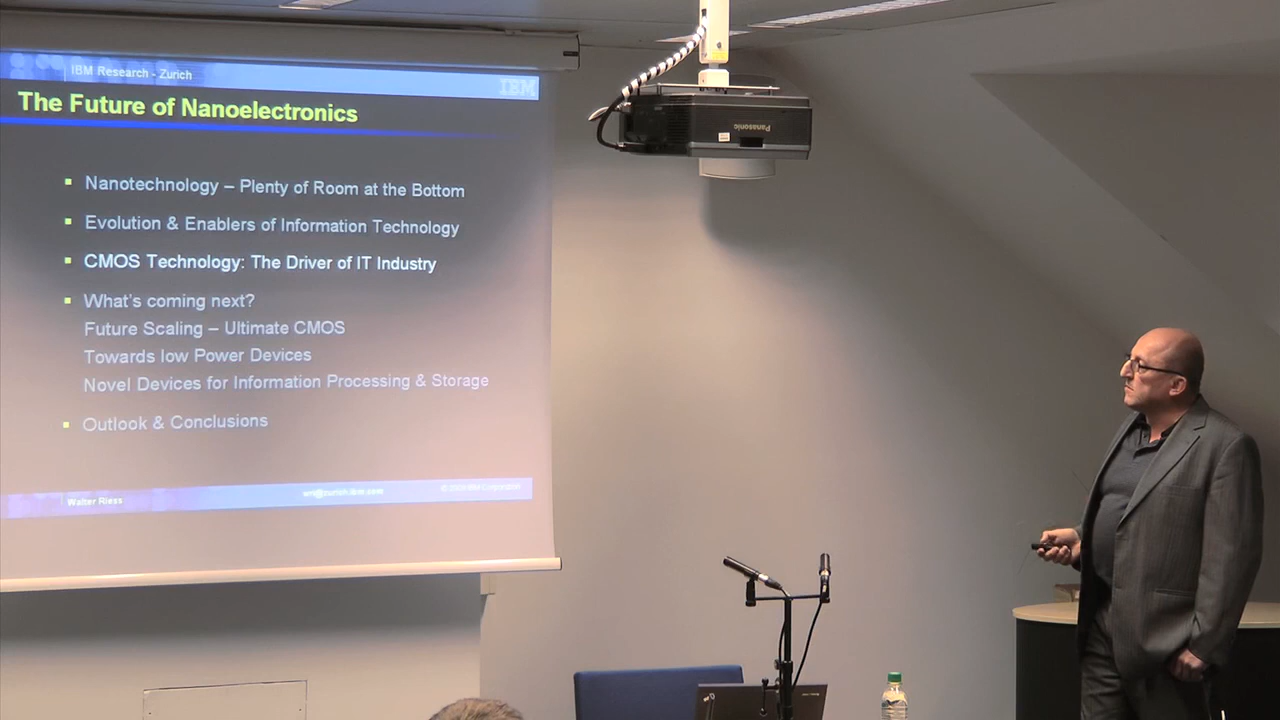 IBM Research - Zurich
IBM
The Future of Nanoelectronics
Nanotechnology – Plenty of Room at the Bottom
Evolution & Enablers of Information Technology
CMOS Technology: The Driver of IT Industry
What's coming next?
Future Scaling – Ultimate CMOS
Towards low Power Devices
Novel Devices for Information Processing & Storage
Outlook & Conclusions
Walter Riess
© IBM Corporation
Panasonic